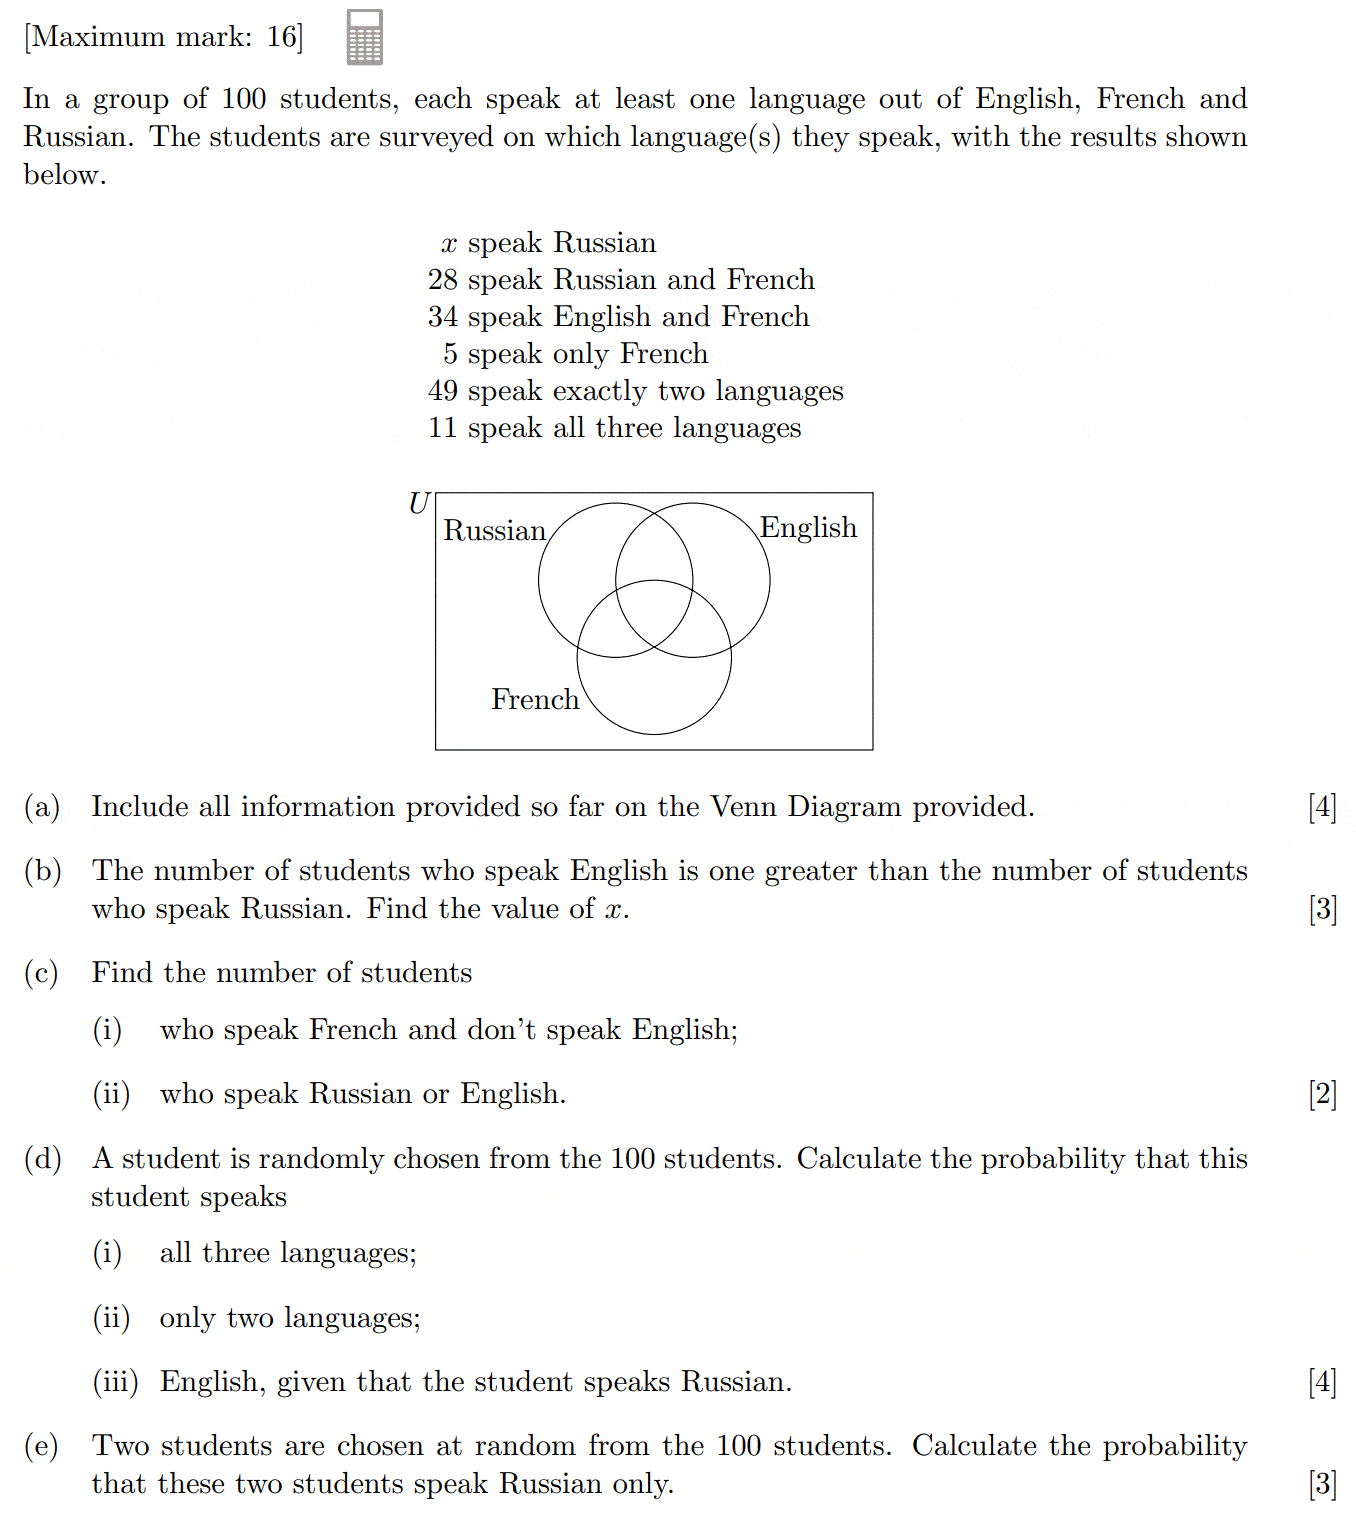 [Maximum mark: 16]
In a group of 100 students, each speak at least one language out of English, French and
Russian. The students are surveyed on which language(s) they speak, with the results shown
below.
x speak Russian
28 speak Russian and French
34 speak English and French
5 speak only French
49 speak exactly two languages
11 speak all three languages
U
Russian
English
French
(a) Include all information provided so far on the Venn Diagram provided. [4]
(b) The number of students who speak English is one greater than the number of students
who speak Russian. Find the value of x. [3]
(c) Find the number of students
(i) who speak French and don't speak English;
(ii) who speak Russian or English. [2]
(d) A student is randomly chosen from the 100 students. Calculate the probability that this
student speaks
(i) all three languages;
(ii) only two languages;
(iii) English, given that the student speaks Russian. [4]
(e) Two students are chosen at random from the 100 students. Calculate the probability
that these two students speak Russian only. [3]